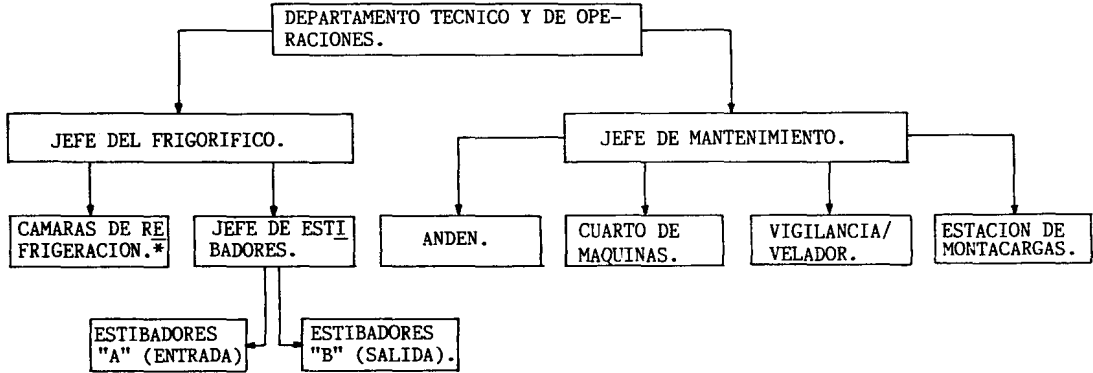 DEPARTAMENTO TECNICO Y DE OPE-
RACIONES.
JEFE DEL FRIGORIFICO.
JEFE DE MANTENIMIENTO.
CAMARAS DE RE
FRIGERACION.*
JEFE DE ESTI
BADORES.
ANDEN.
CUARTO DE
MAQUINAS.
VIGILANCIA/
VELADOR.
ESTACION DE
MONTACARGAS.
ESTIBADORES
"A" (ENTRADA)
ESTIBADORES
"B" (SALIDA).